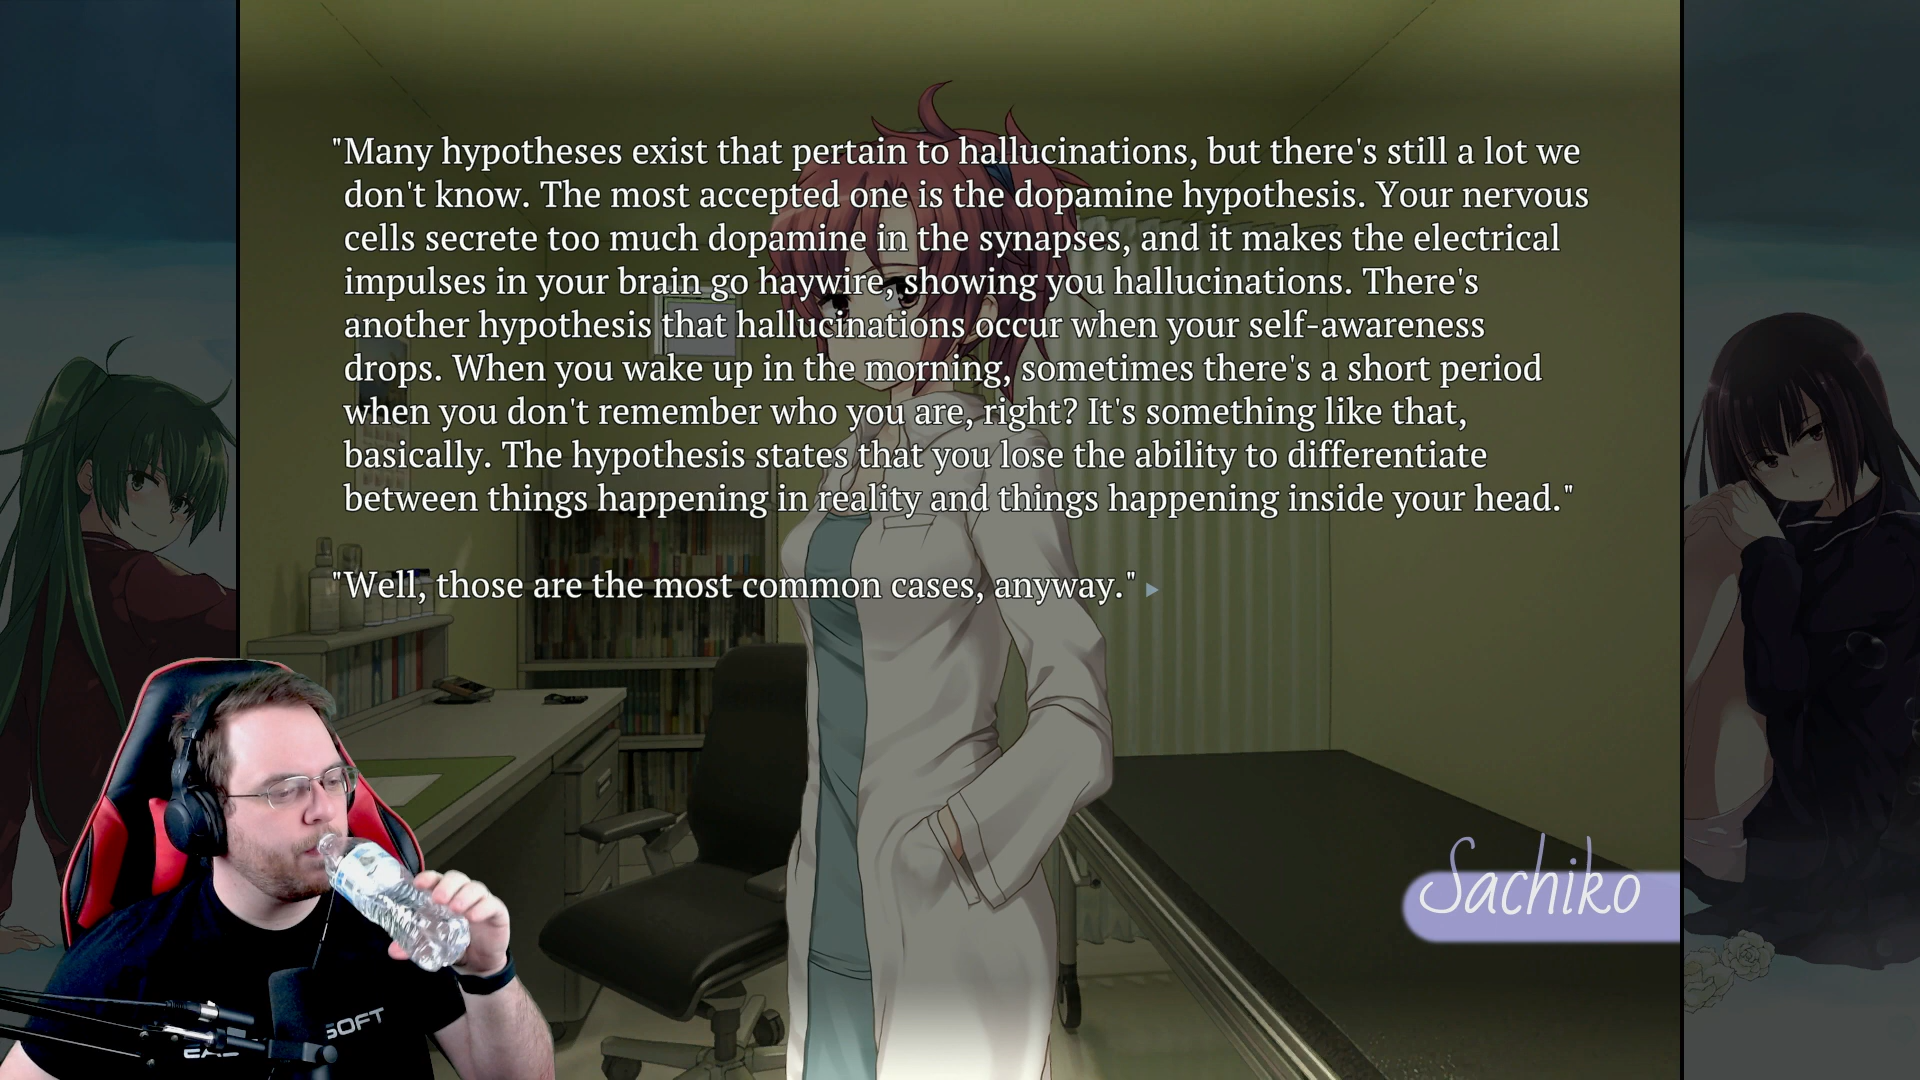 "Many hypotheses exist that pertain to hallucinations, but there's still a lot we
don't know. The most accepted one is the dopamine hypothesis. Your nervous
cells secrete too much dopamine in the synapses, and it makes the electrical
impulses in your brain go haywire, showing you hallucinations. There's
another hypothesis that hallucinations occur when your self-awareness
drops. When you wake up in the morning, sometimes there's a short period
when you don't remember who you are, right? It's something like that,
basically. The hypothesis states that you lose the ability to differentiate
between things happening in reality and things happening inside your head."
"Well, those are the most common cases, anyway."
Sachiko
SOFT